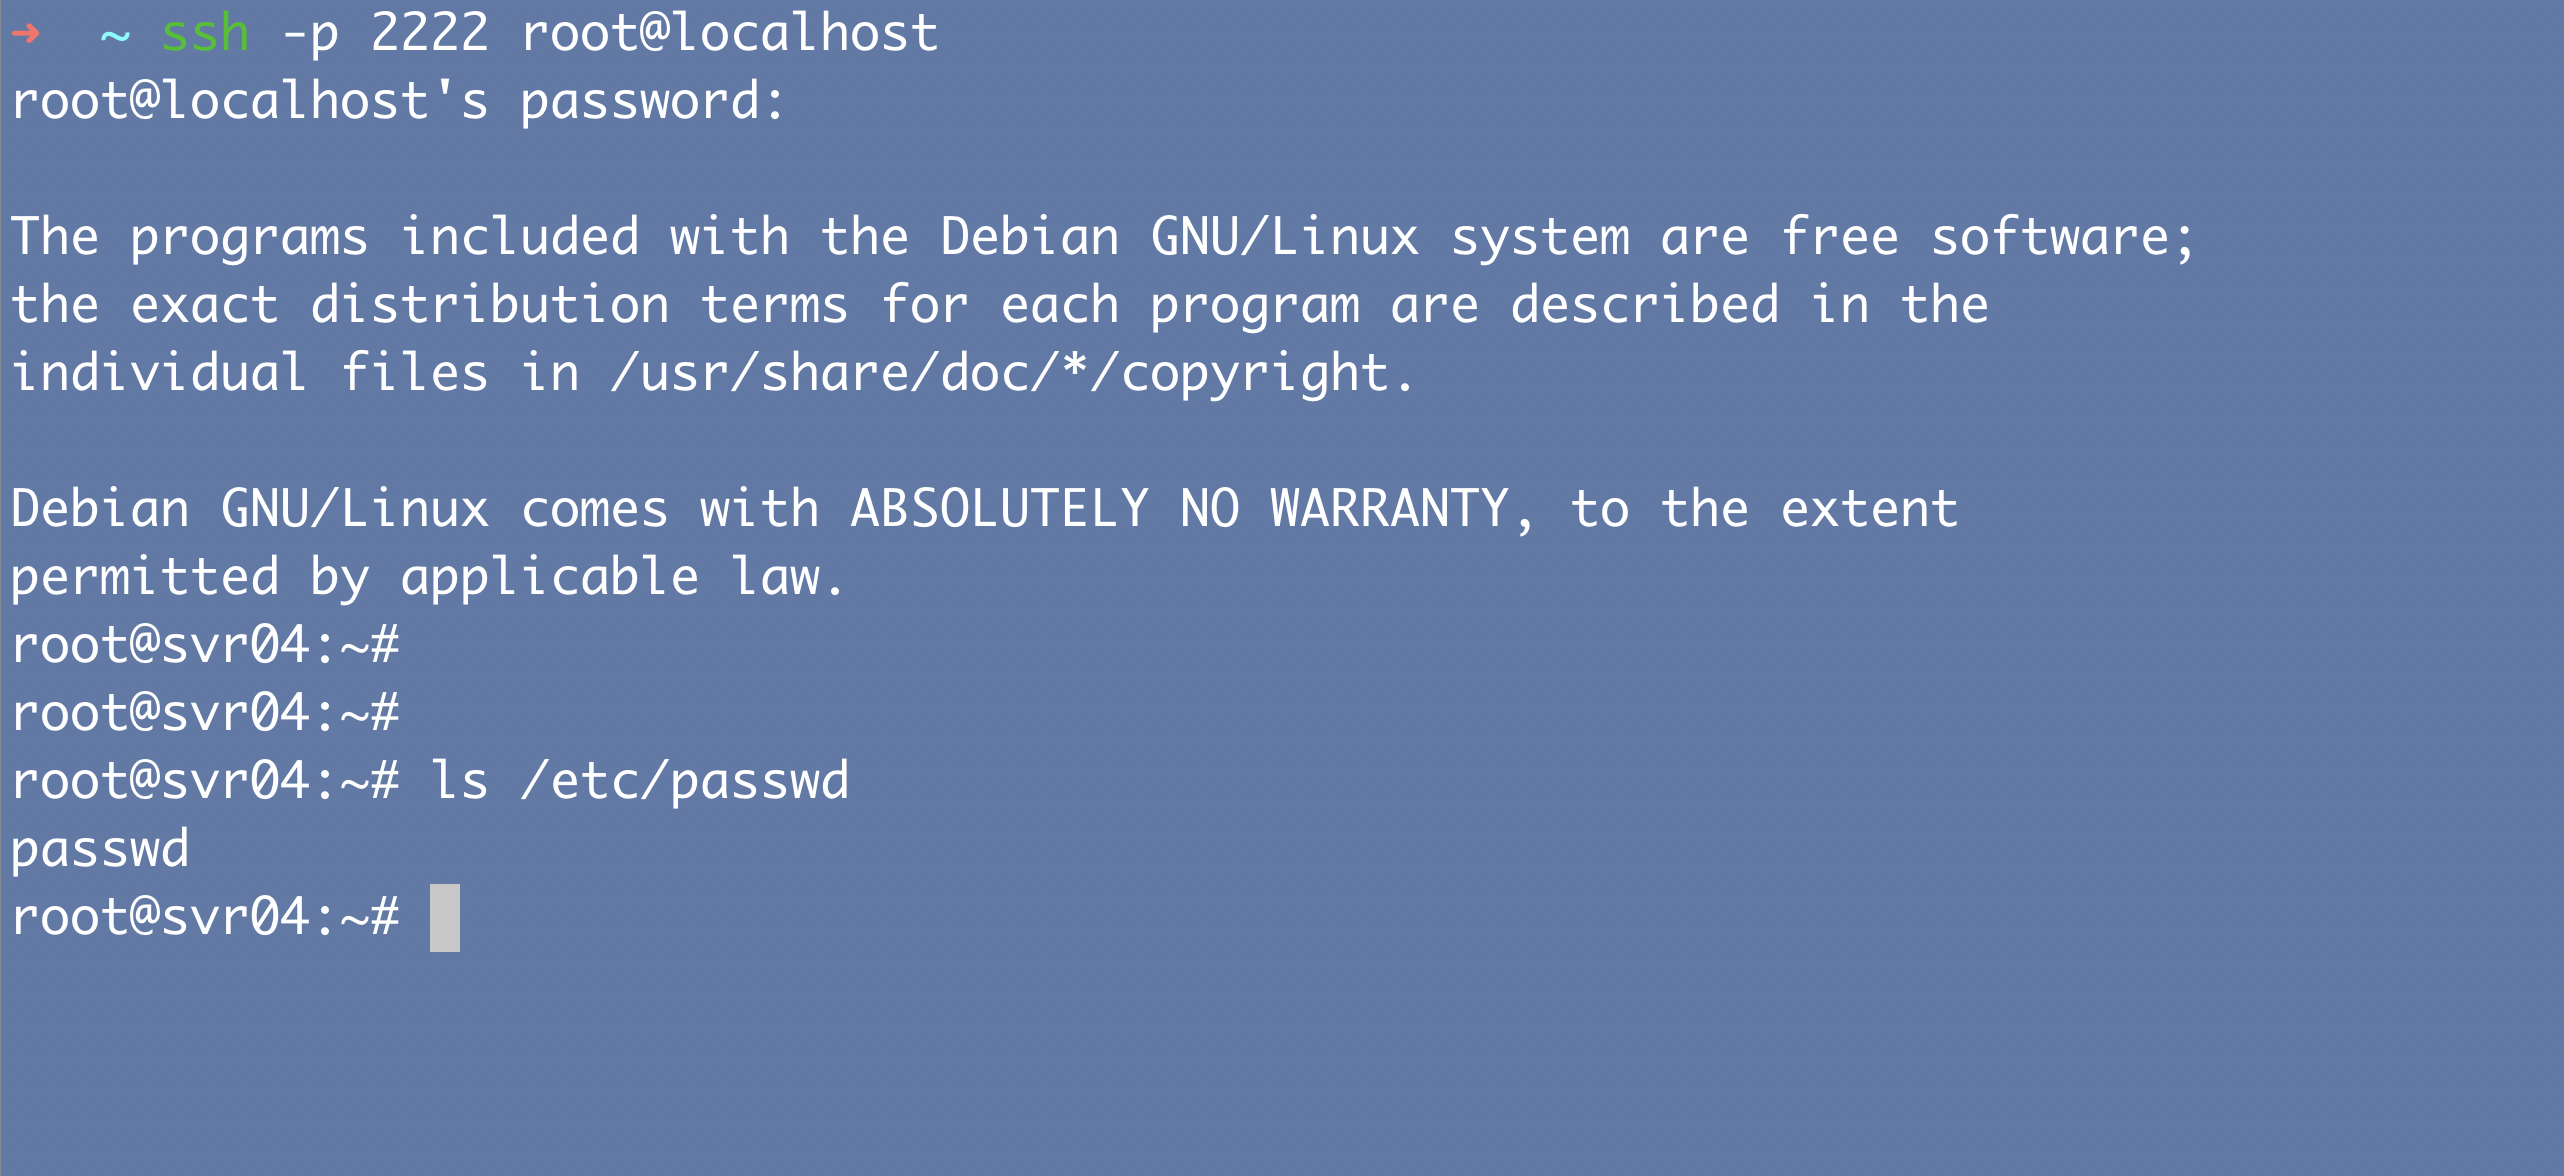 ➜  ~ ssh -p 2222 root@localhost
root@localhost's password:
The programs included with the Debian GNU/Linux system are free software;
the exact distribution terms for each program are described in the
individual files in /usr/share/doc/*/copyright.
Debian GNU/Linux comes with ABSOLUTELY NO WARRANTY, to the extent
permitted by applicable law.
root@svr04:~#
root@svr04:~#
root@svr04:~# ls /etc/passwd
passwd
root@svr04:~#